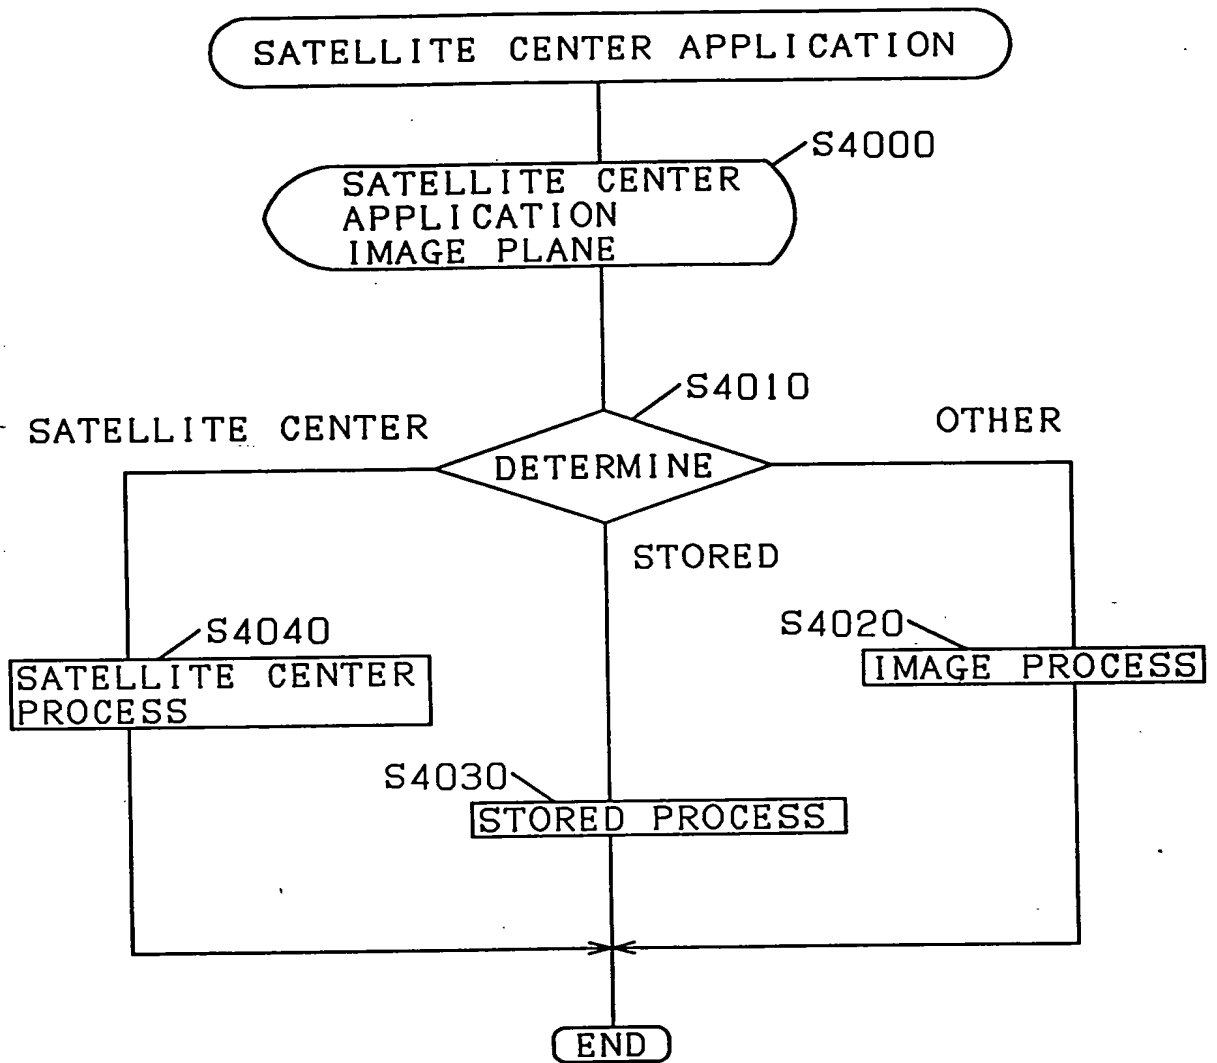 SATELLITE CENTER APPLICATION
S4000
SATELLITE CENTER
APPLICATION
IMAGE PLANE
S4010
SATELLITE CENTER
OTHER
DETERMINE
STORED
S4040
S4020
SATELLITE CENTER
PROCESS
IMAGE PROCESS
S4030
STORED PROCESS
END